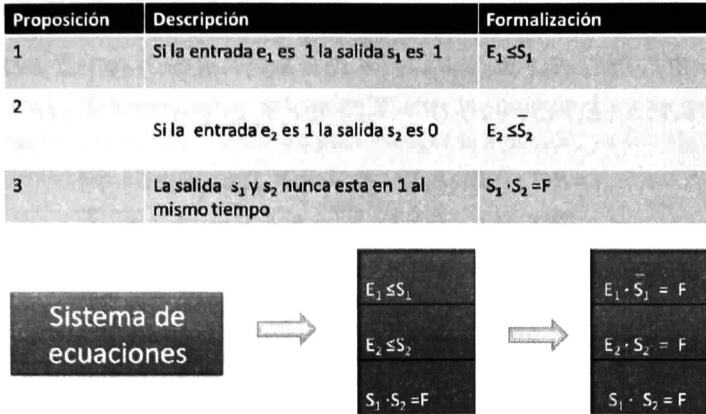 Proposición Descripción Formalización
1 Si la entrada e₁ es 1 la salida s₁ es 1 E₁ ≤S₁
2
Si la entrada e₂ es 1 la salida s₂ es 0 E₂ ≤S̅₂
3 La salida s₁ y s₂ nunca esta en 1 al S₁ ·S₂ =F
mismo tiempo
Sistema de
ecuaciones
E₁ ≤S₁
E₂ ≤S₂
S₁ ·S₂ =F
E₁ · S̅₁ = F
E₂ · S₂ = F
S₁ · S₂ = F